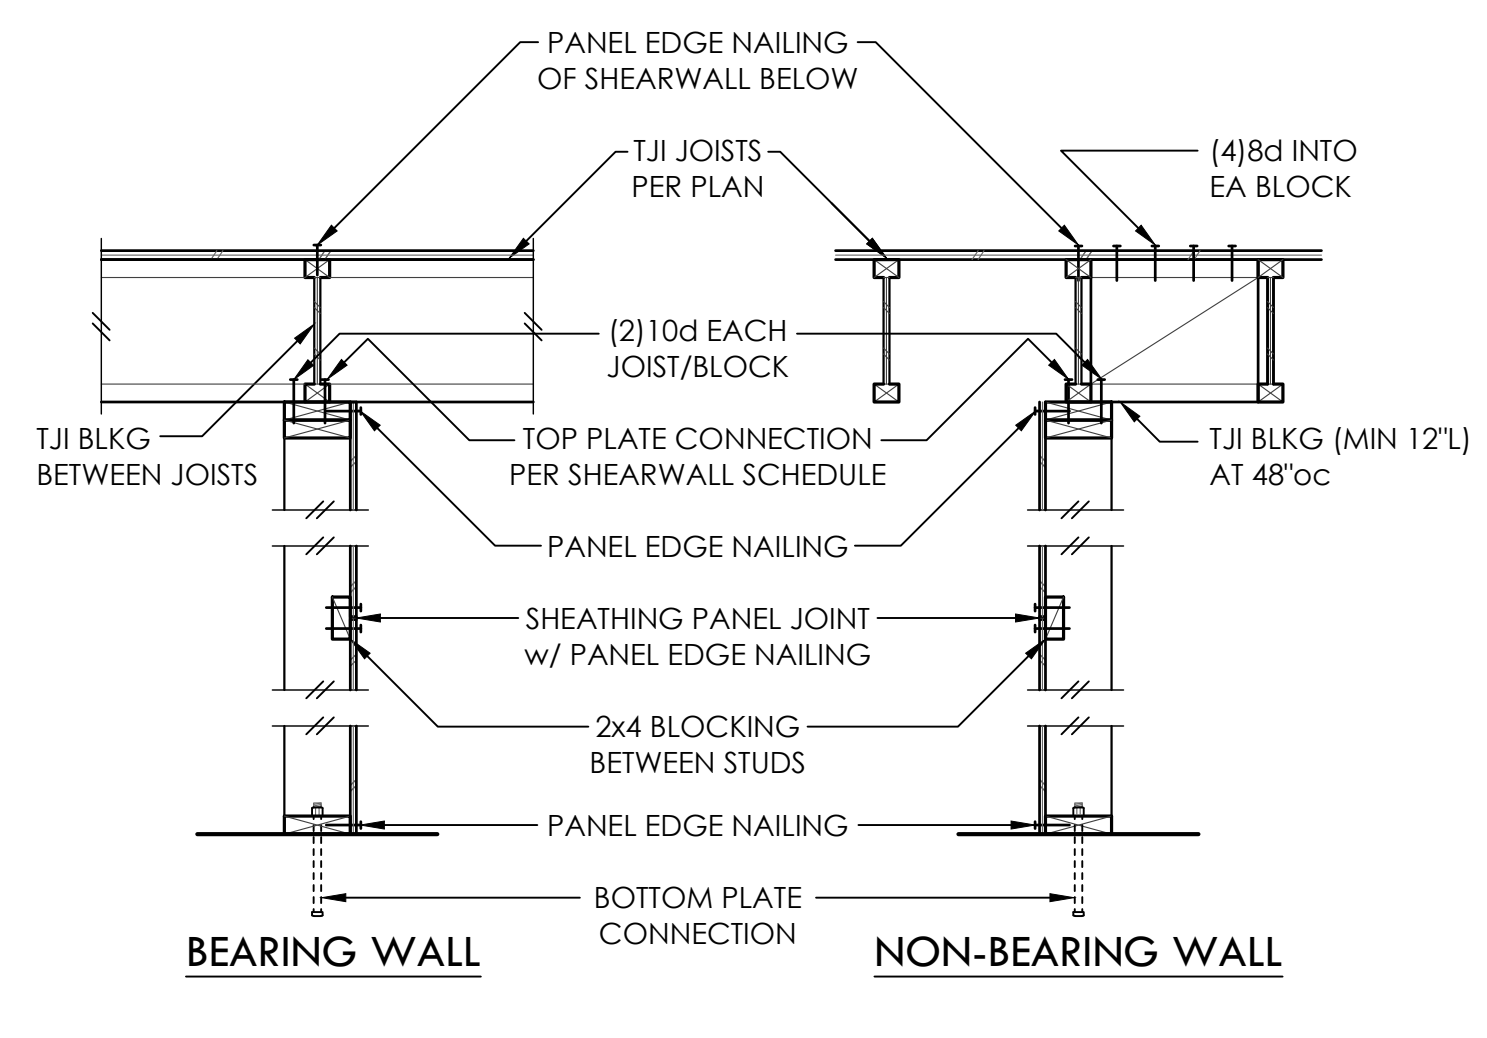 PANEL EDGE NAILING
OF SHEARWALL BELOW
TJI JOISTS
PER PLAN
(4)8d INTO
EA BLOCK
(2)10d EACH
JOIST/BLOCK
TJI BLKG
BETWEEN JOISTS
TOP PLATE CONNECTION
PER SHEARWALL SCHEDULE
TJI BLKG (MIN 12"L)
AT 48"oc
PANEL EDGE NAILING
SHEATHING PANEL JOINT
w/ PANEL EDGE NAILING
2x4 BLOCKING
BETWEEN STUDS
PANEL EDGE NAILING
BOTTOM PLATE
CONNECTION
BEARING WALL
NON-BEARING WALL